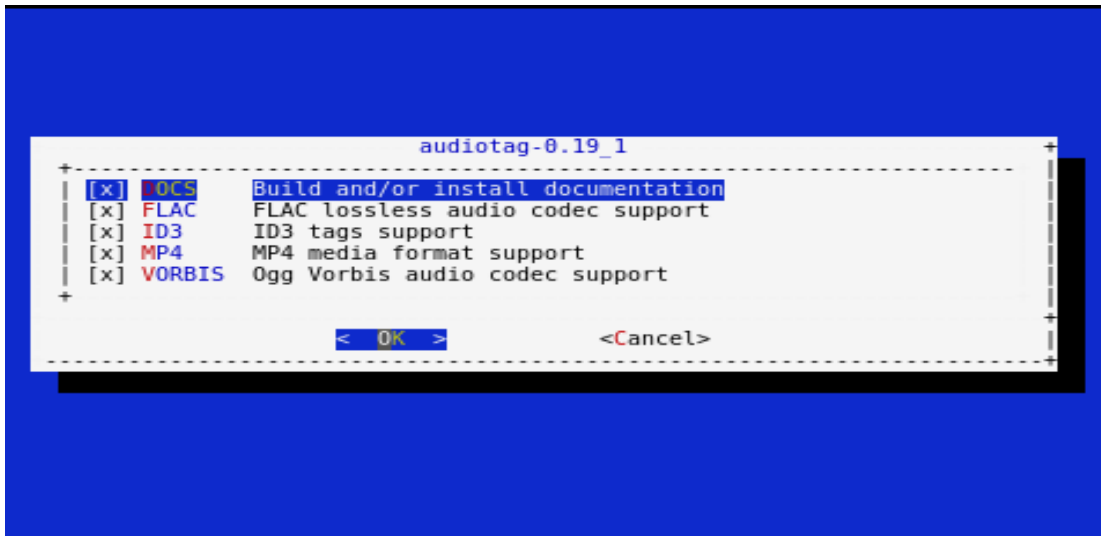 audiotag-0.19_1
[x] DOCS Build and/or install documentation
[x] FLAC FLAC lossless audio codec support
[x] ID3 ID3 tags support
[x] MP4 MP4 media format support
[x] VORBIS Ogg Vorbis audio codec support
< OK > <Cancel>